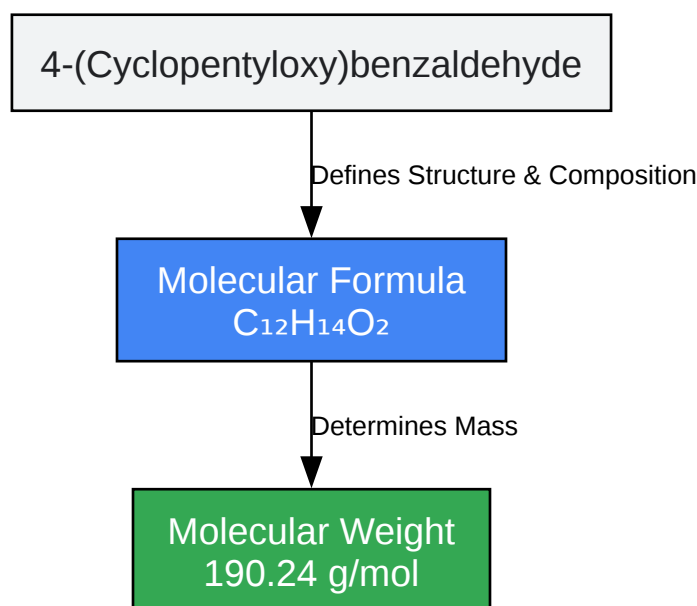 4-(Cyclopentyloxy)benzaldehyde
Defines Structure & Composition
Molecular Formula
C₁₂H₁₄O₂
Determines Mass
Molecular Weight
190.24 g/mol